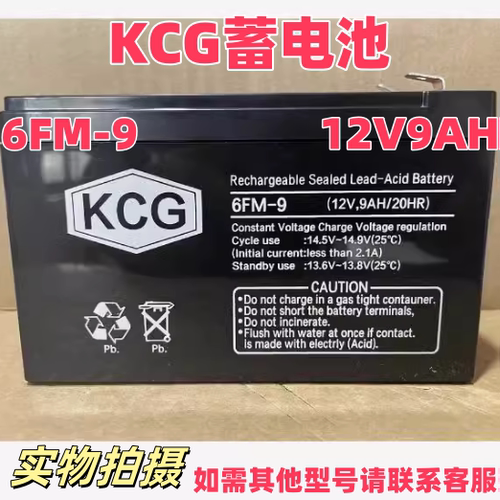 KCG蓄电池
6FM-9
12V9AH
KCG
Rechargeable Sealed Lead-Acid Battery
6FM-9 (12V,9AH/20HR)
Constant Voltage Charge Voltage regulation
Cycle use :14.5V~14.9V(25℃)
(Initial current:less than 2.1A)
Standby use :13.6V~13.8V(25℃)
CAUTION
•Do not charge in a gas tight contauner.
•Do not short the battery terminals,
•Do not incinerate.
•Flush with water at once if contact.
is made with electrly (Acid).
Pb.
Pb.
实物拍摄
如需其他型号请联系客服